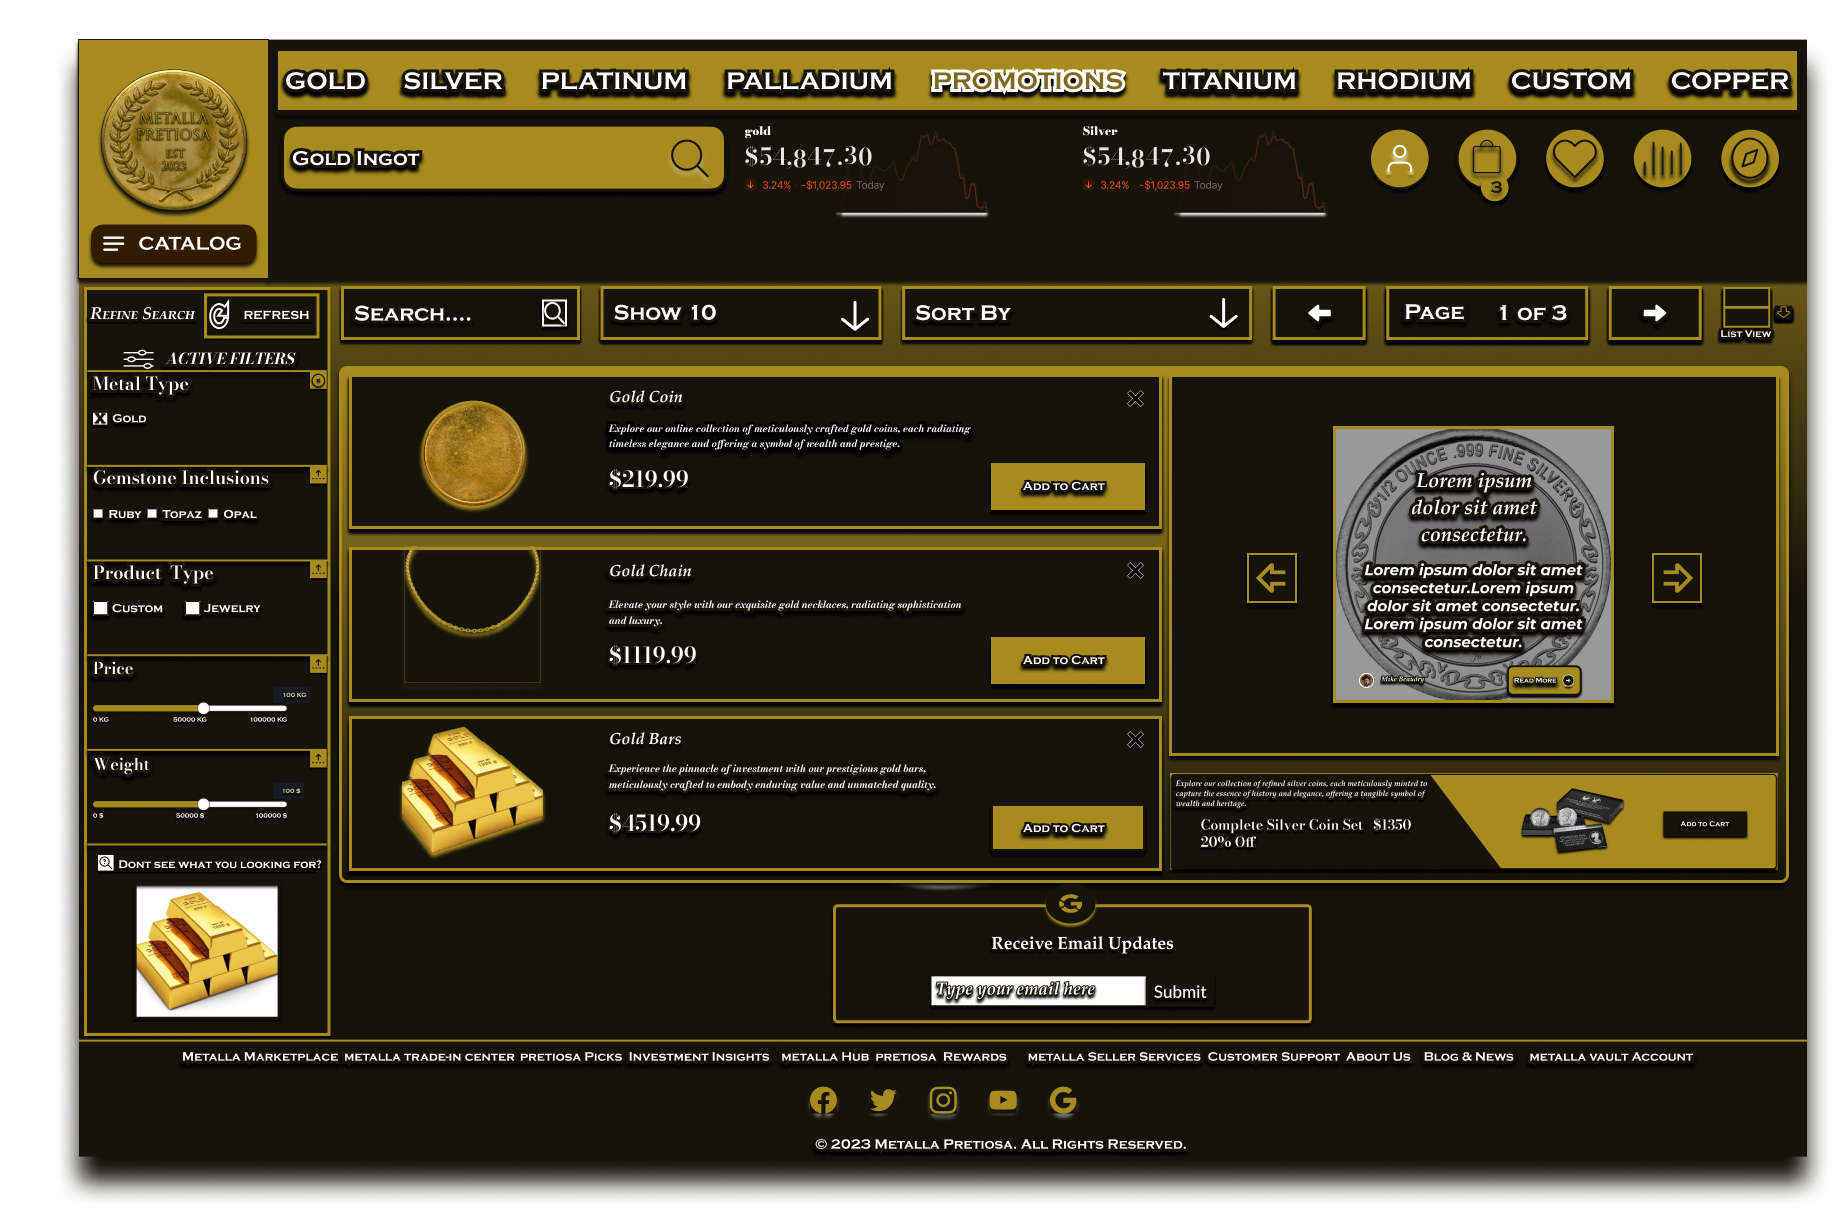 GOLD SILVER PLATINUM PALLADIUM PROMOTIONS TITANIUM RHODIUM CUSTOM COPPER
METALLA
PRETIOSA
EST
2023
CATALOG
Gold Ingot
gold
$54,847.30
3.24% -$1,023.95 Today
Silver
$54,847.30
3.24% -$1,023.95 Today
3
Refine Search
REFRESH
Search....
Show 10
Sort By
Page 1 of 3
List View
ACTIVE FILTERS
Metal Type
Gold
Gemstone Inclusions
Ruby Topaz Opal
Product Type
Custom Jewelry
Price
100 KG
0 KG 50000 KG 100000 KG
Weight
100 $
0 $ 50000 $ 100000 $
Dont see what you looking for?
Gold Coin
Explore our online collection of meticulously crafted gold coins, each radiating
timeless elegance and offering a symbol of wealth and prestige.
$219.99
Add to Cart
Gold Chain
Elevate your style with our exquisite gold necklaces, radiating sophistication
and luxury.
$1119.99
Add to Cart
Gold Bars
Experience the pinnacle of investment with our prestigious gold bars,
meticulously crafted to embody enduring value and unmatched quality.
$4519.99
Add to Cart
1/2 OUNCE .999 FINE SILVER
Lorem ipsum
dolor sit amet
consectetur.
Lorem ipsum dolor sit amet
consectetur.Lorem ipsum
dolor sit amet consectetur.
Lorem ipsum dolor sit amet
consectetur.
Mike Beaudry
Read More
Explore our collection of refined silver coins, each meticulously minted to
capture the essence of history and elegance, offering a tangible symbol of
wealth and heritage.
Complete Silver Coin Set $1350
20% Off
Add to Cart
Receive Email Updates
Type your email here
Submit
Metalla Marketplace metalla trade-in center pretiosa Picks Investment Insights metalla Hub pretiosa Rewards metalla Seller Services Customer Support About Us Blog & News metalla vault Account
© 2023 Metalla Pretiosa. All Rights Reserved.